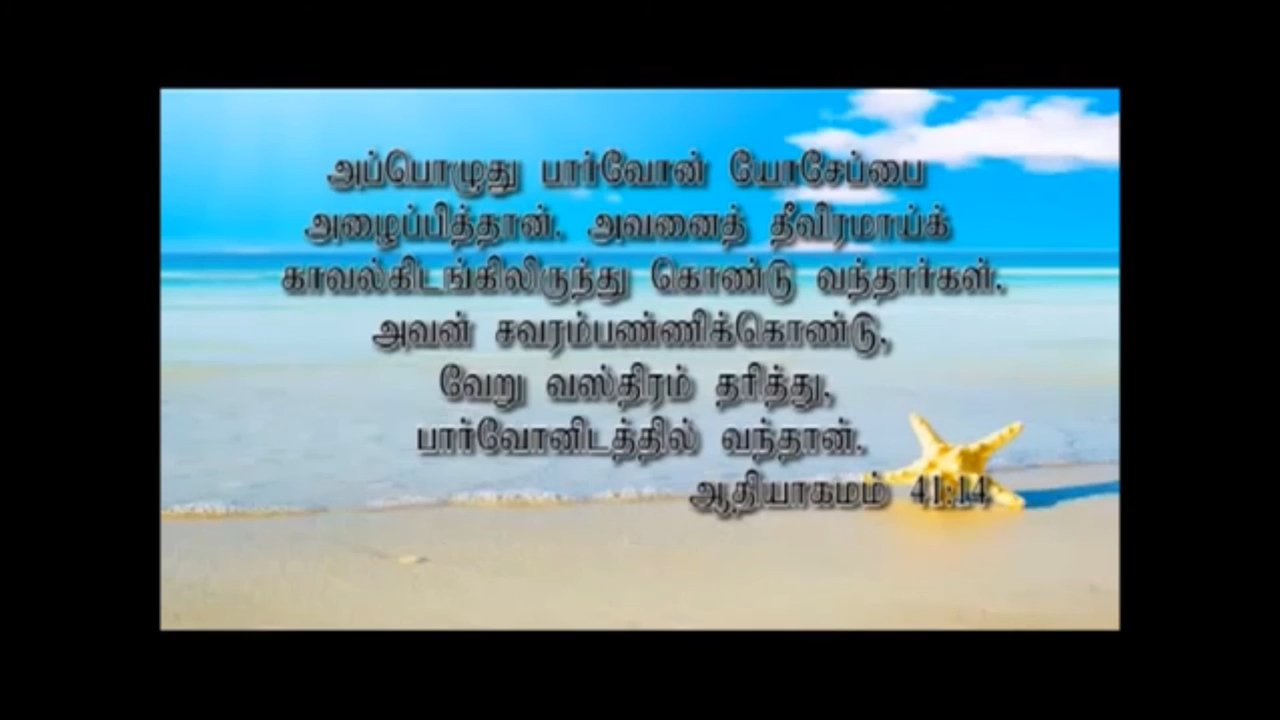 அப்பொழுது பார்வோன் யோசேப்பை
அழைப்பித்தான். அவனைத் தீவிரமாய்க்
காவல்கிடங்கிலிருந்து கொண்டு வந்தார்கள்.
அவன் சவரம்பண்ணிக்கொண்டு,
வேறு வஸ்திரம் தரித்து,
பார்வோனிடத்தில் வந்தான்.
ஆதியாகமம் 41:14